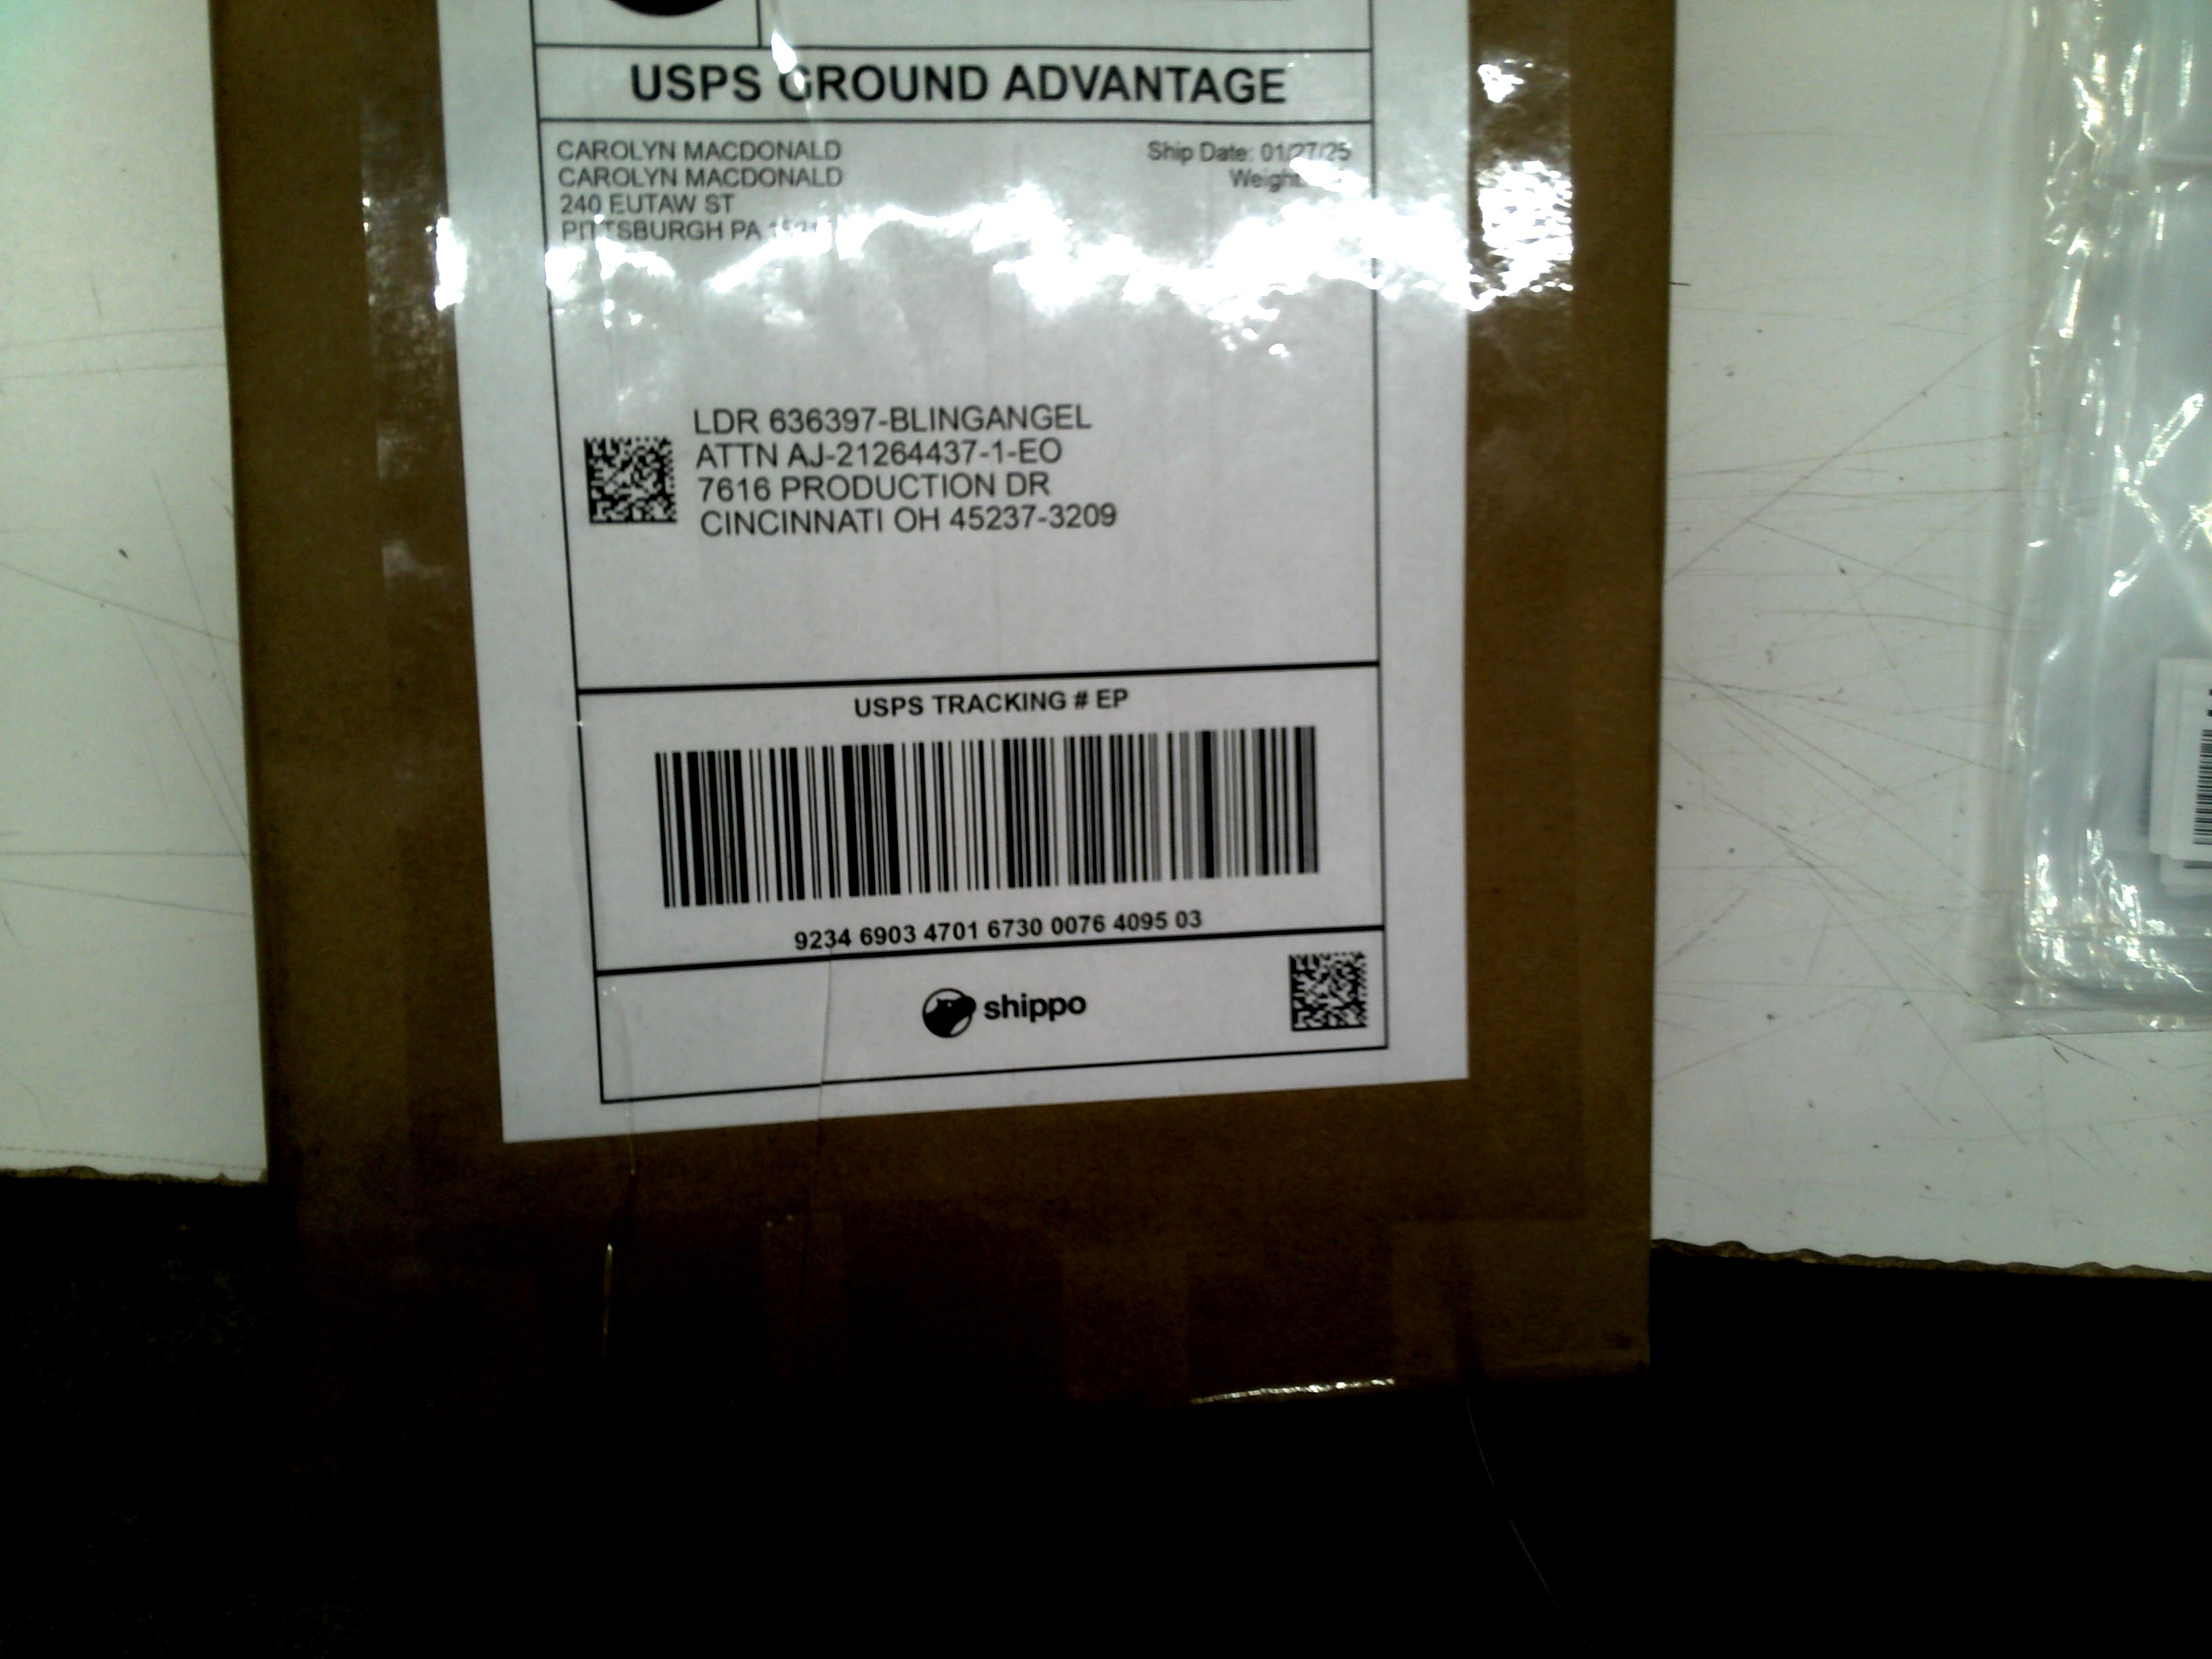 USPS GROUND ADVANTAGE
CAROLYN MACDONALD
CAROLYN MACDONALD
240 EUTAW ST
PITTSBURGH PA
Ship Date: 01/27/25
Weight:
LDR 636397-BLINGANGEL
ATTN AJ-21264437-1-EO
7616 PRODUCTION DR
CINCINNATI OH 45237-3209
USPS TRACKING # EP
9234 6903 4701 6730 0076 4095 03
shippo